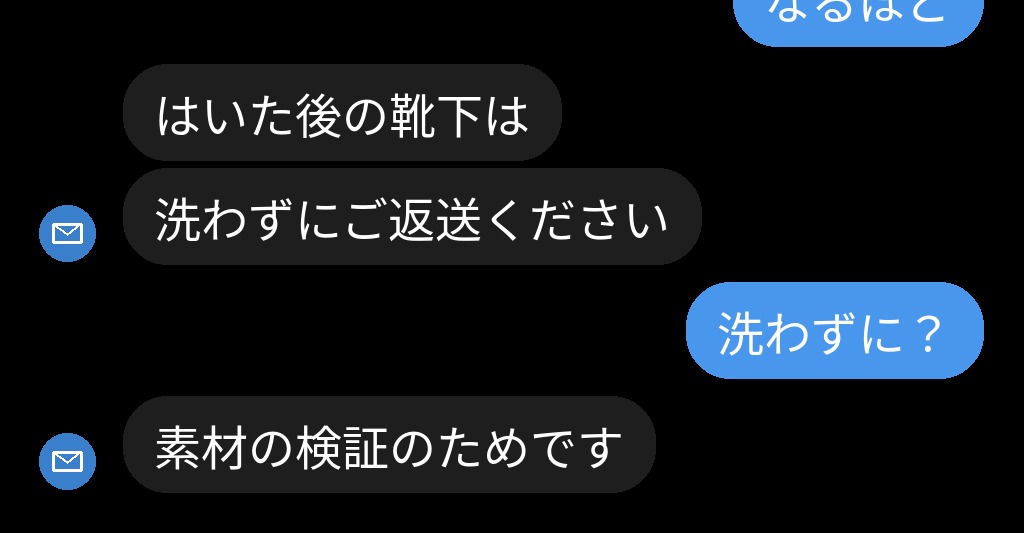 なるほど
はいた後の靴下は
洗わずにご返送ください
洗わずに？
素材の検証のためです